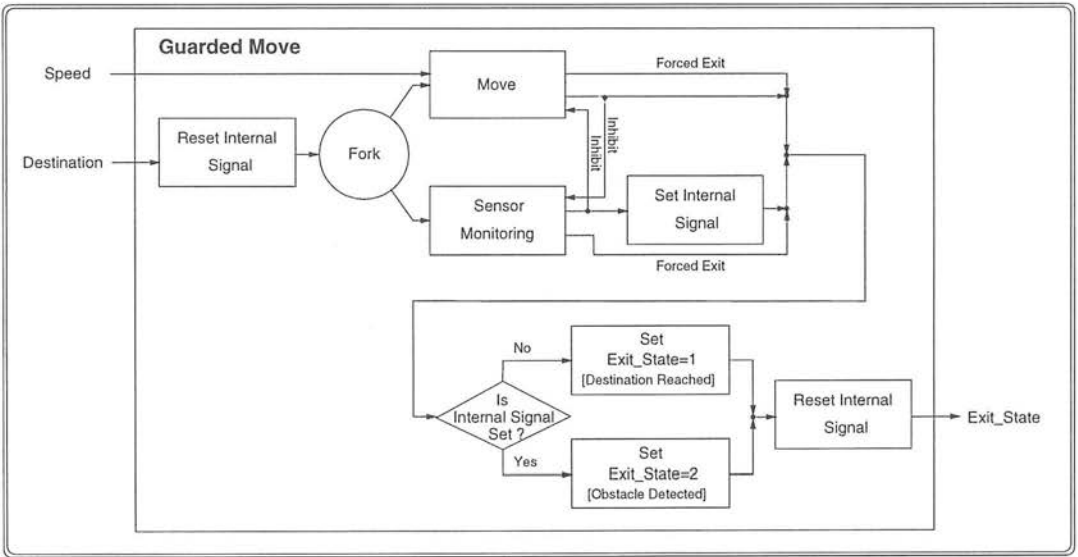 Guarded Move
Speed
Forced Exit
Move
Reset Internal
Signal
Fork
Inhibit
Inhibit
Destination
Sensor
Monitoring
Set Internal
Signal
Forced Exit
No
Set
Exit_State=1
[Destination Reached]
Is
Internal Signal
Set ?
Reset Internal
Signal
Exit_State
Yes
Set
Exit_State=2
[Obstacle Detected]